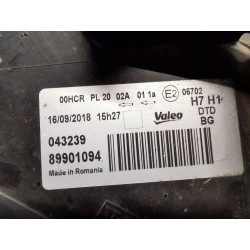 00HCR PL 20 02A 01 1a E2 06702
H7 H1
16/09/2018 15h27 Valeo DTD
043239 BG
89901094
Made in Romania